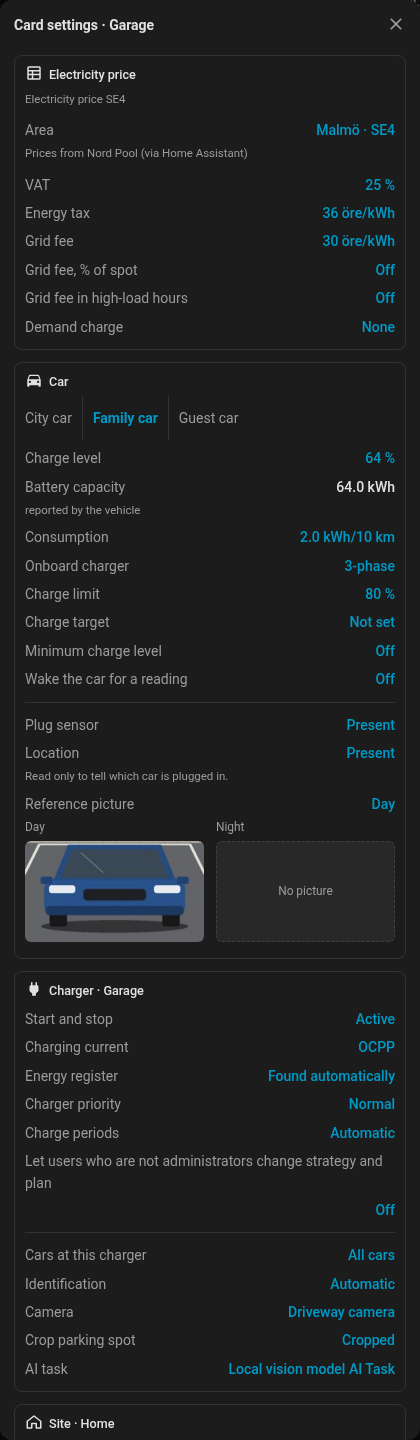 Card settings · Garage
Electricity price
Electricity price SE4
Area Malmö · SE4
Prices from Nord Pool (via Home Assistant)
VAT 25 %
Energy tax 36 öre/kWh
Grid fee 30 öre/kWh
Grid fee, % of spot Off
Grid fee in high-load hours Off
Demand charge None
Car
City car Family car Guest car
Charge level 64 %
Battery capacity 64.0 kWh
reported by the vehicle
Consumption 2.0 kWh/10 km
Onboard charger 3-phase
Charge limit 80 %
Charge target Not set
Minimum charge level Off
Wake the car for a reading Off
Plug sensor Present
Location Present
Read only to tell which car is plugged in.
Reference picture Day
Day Night
No picture
Charger · Garage
Start and stop Active
Charging current OCPP
Energy register Found automatically
Charger priority Normal
Charge periods Automatic
Let users who are not administrators change strategy and
plan
Off
Cars at this charger All cars
Identification Automatic
Camera Driveway camera
Crop parking spot Cropped
AI task Local vision model AI Task
Site · Home